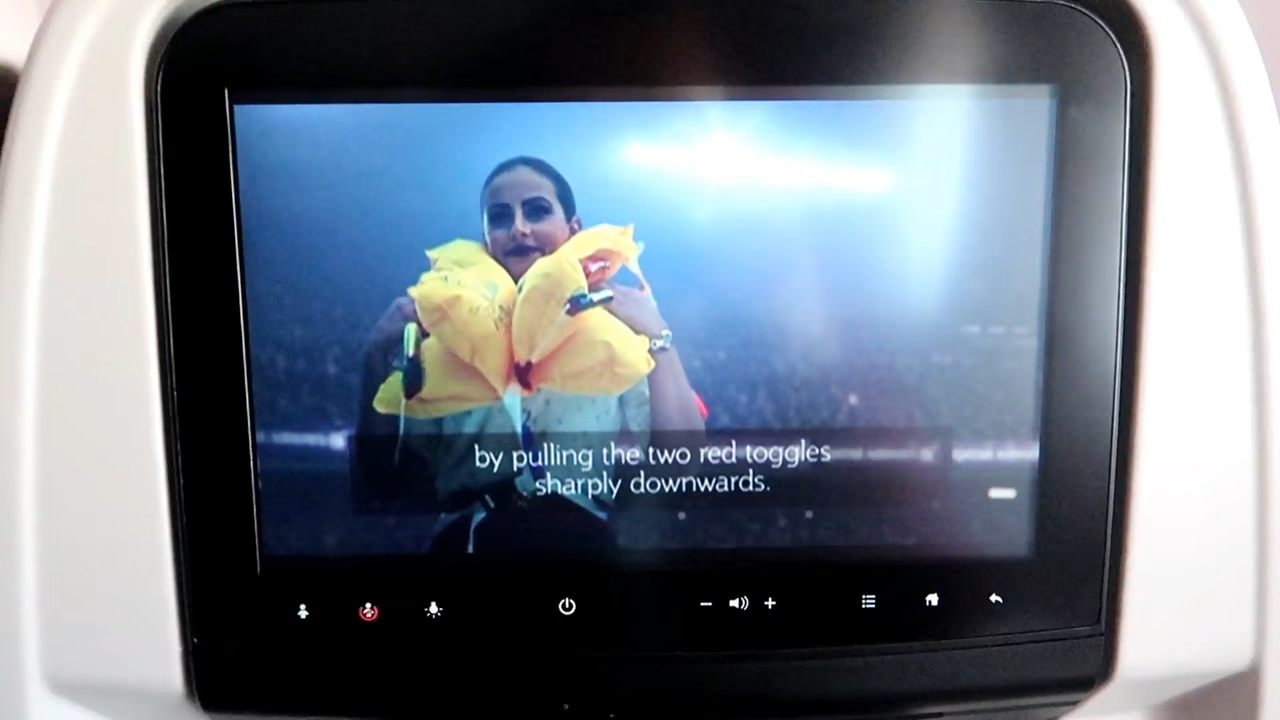 by pulling the two red toggles
sharply downwards.